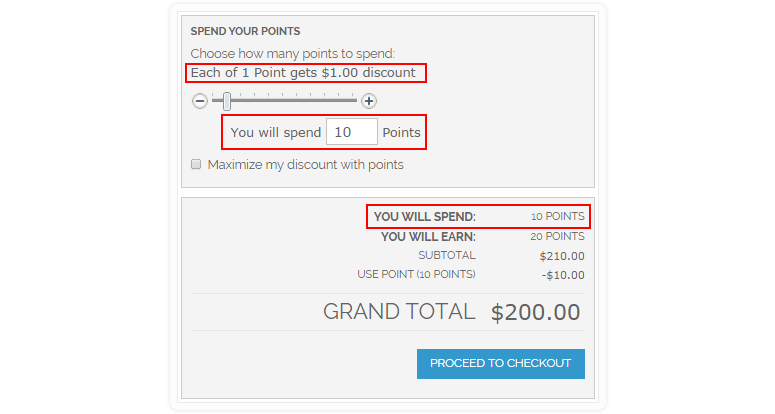 SPEND YOUR POINTS
Choose how many points to spend:
Each of 1 Point gets $1.00 discount
You will spend 10 Points
Maximize my discount with points
YOU WILL SPEND: 10 POINTS
YOU WILL EARN: 20 POINTS
SUBTOTAL $210.00
USE POINT (10 POINTS) -$10.00
GRAND TOTAL $200.00
PROCEED TO CHECKOUT